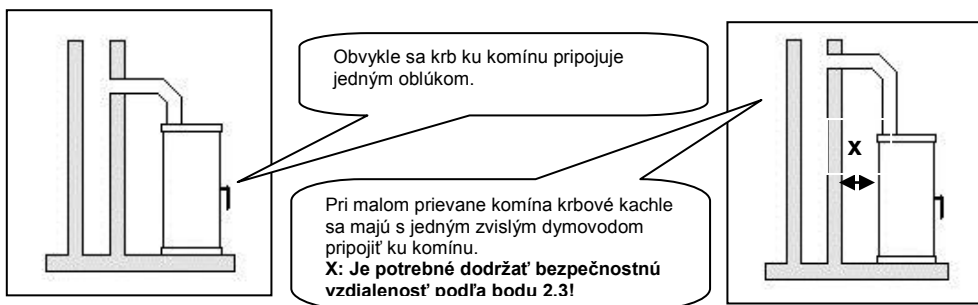 Obvykle sa krb ku komínu pripojuje
jedným oblúkom.
X
Pri malom prievane komína krbové kachle
sa majú s jedným zvislým dymovodom
pripojiť ku komínu.
X: Je potrebné dodržať bezpečnostnú
vzdialenosť podľa bodu 2.3!